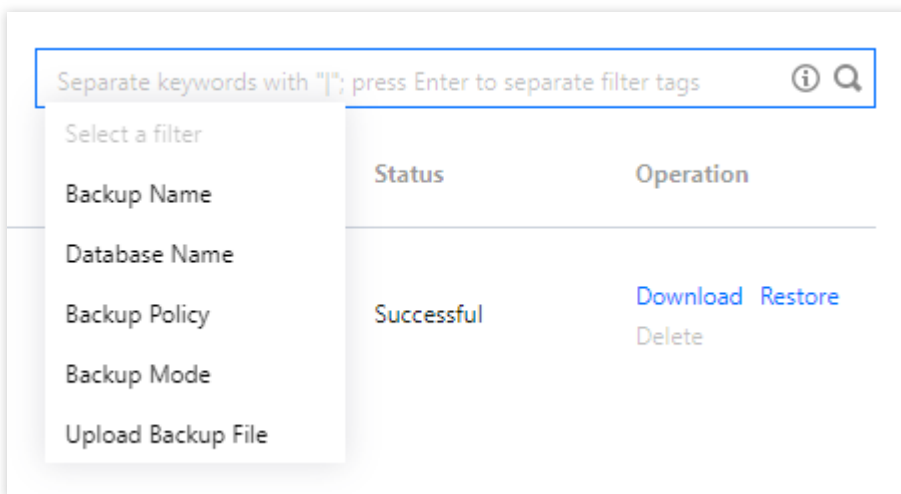 Separate keywords with "|"; press Enter to separate filter tags
Select a filter
Backup Name
Database Name
Backup Policy
Backup Mode
Upload Backup File
Status
Operation
Successful
Download Restore
Delete